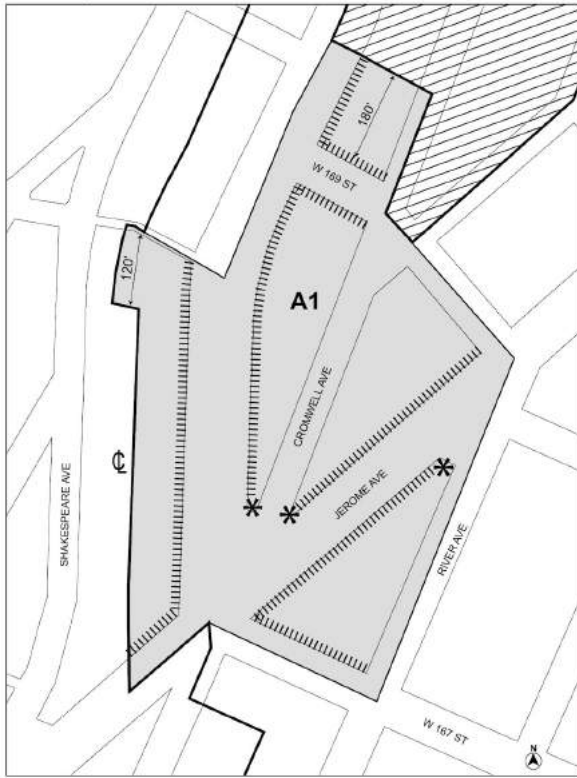 180'
W 169 ST
120'
A1
CROMWELL AVE
℄
JEROME AVE
SHAKESPEARE AVE
RIVER AVE
W 167 ST
N